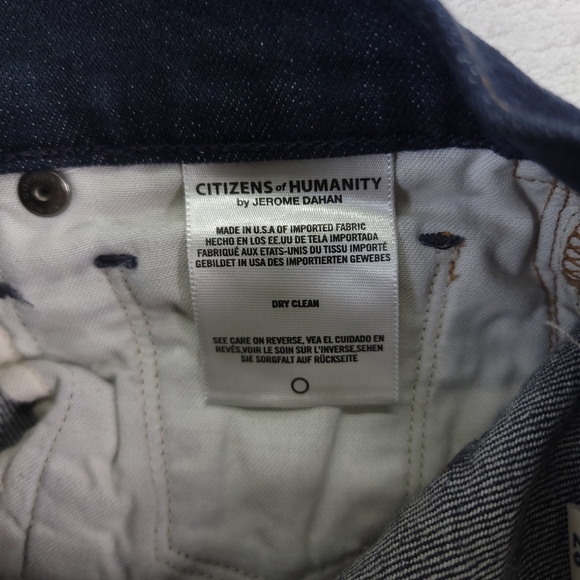 CITIZENS of HUMANITY
by JEROME DAHAN
MADE IN U.S.A OF IMPORTED FABRIC
HECHO EN LOS EE.UU DE TELA IMPORTADA
FABRIQUÉ AUX ETATS-UNIS DU TISSU IMPORTÉ
GEBILDET IN USA DES IMPORTIERTEN GEWEBES
DRY CLEAN
SEE CARE ON REVERSE, VEA EL CUIDADO EN
REVÉS,VOIR LE SOIN SUR L'INVERSE,SEHEN
SIE SORGFALT AUF RÜCKSEITE